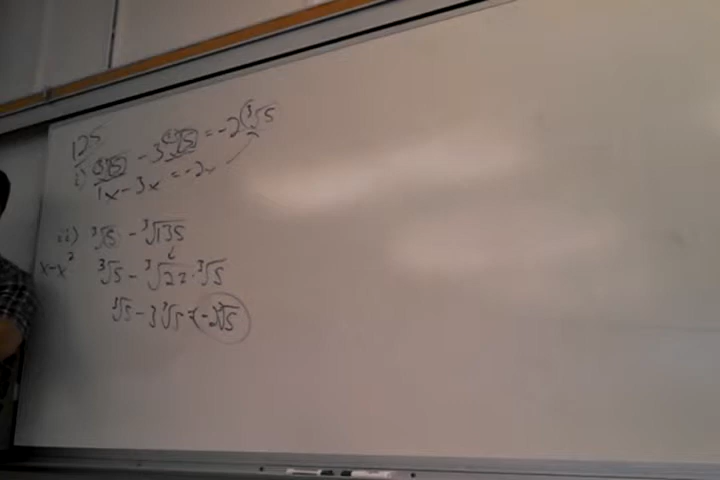 125
i) ∛5 - 3∛5 = -2∛5
1x - 3x = -2x
ii) ∛5 - ∛135
x-x²
∛5 - ∛27 · ∛5
∛5 - 3∛5 = -2∛5